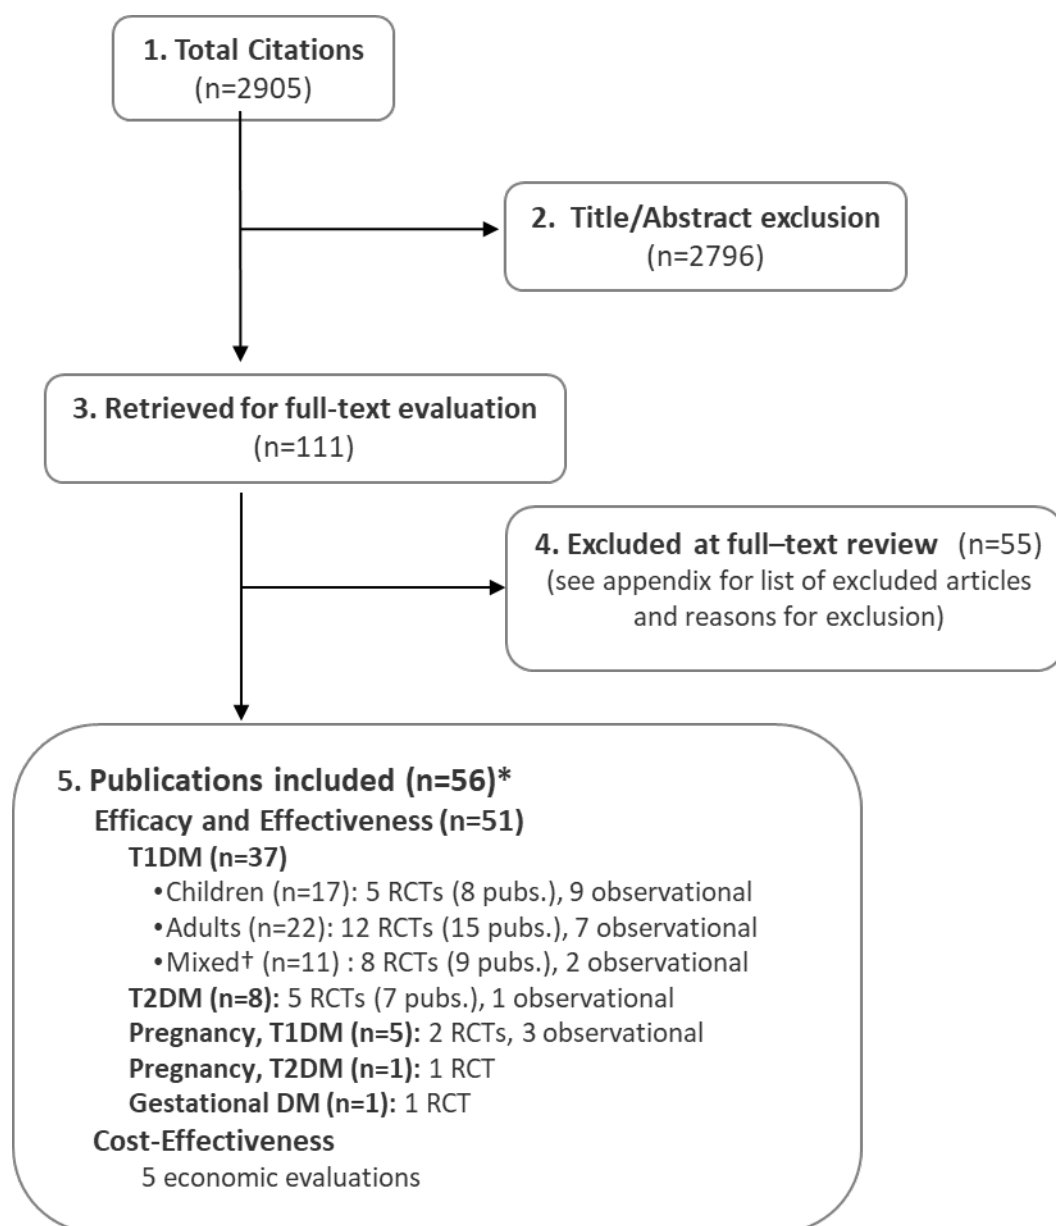 1. Total Citations
(n=2905)
2. Title/Abstract exclusion
(n=2796)
3. Retrieved for full-text evaluation
(n=111)
4. Excluded at full–text review (n=55)
(see appendix for list of excluded articles
and reasons for exclusion)
5. Publications included (n=56)*
Efficacy and Effectiveness (n=51)
T1DM (n=37)
•Children (n=17): 5 RCTs (8 pubs.), 9 observational
•Adults (n=22): 12 RCTs (15 pubs.), 7 observational
•Mixed† (n=11) : 8 RCTs (9 pubs.), 2 observational
T2DM (n=8): 5 RCTs (7 pubs.), 1 observational
Pregnancy, T1DM (n=5): 2 RCTs, 3 observational
Pregnancy, T2DM (n=1): 1 RCT
Gestational DM (n=1): 1 RCT
Cost-Effectiveness
5 economic evaluations